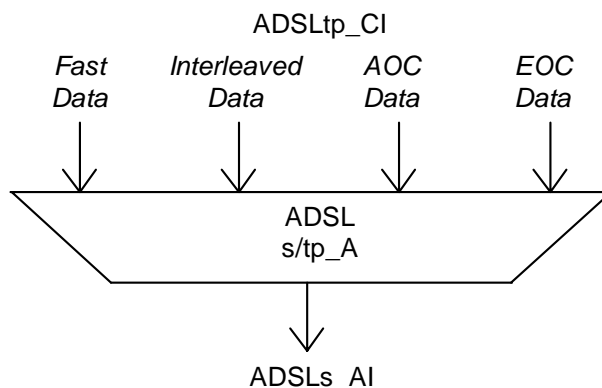 ADSLtp_CI
Fast Interleaved AOC EOC
Data Data Data Data
ADSL
s/tp_A
ADSLs_AI